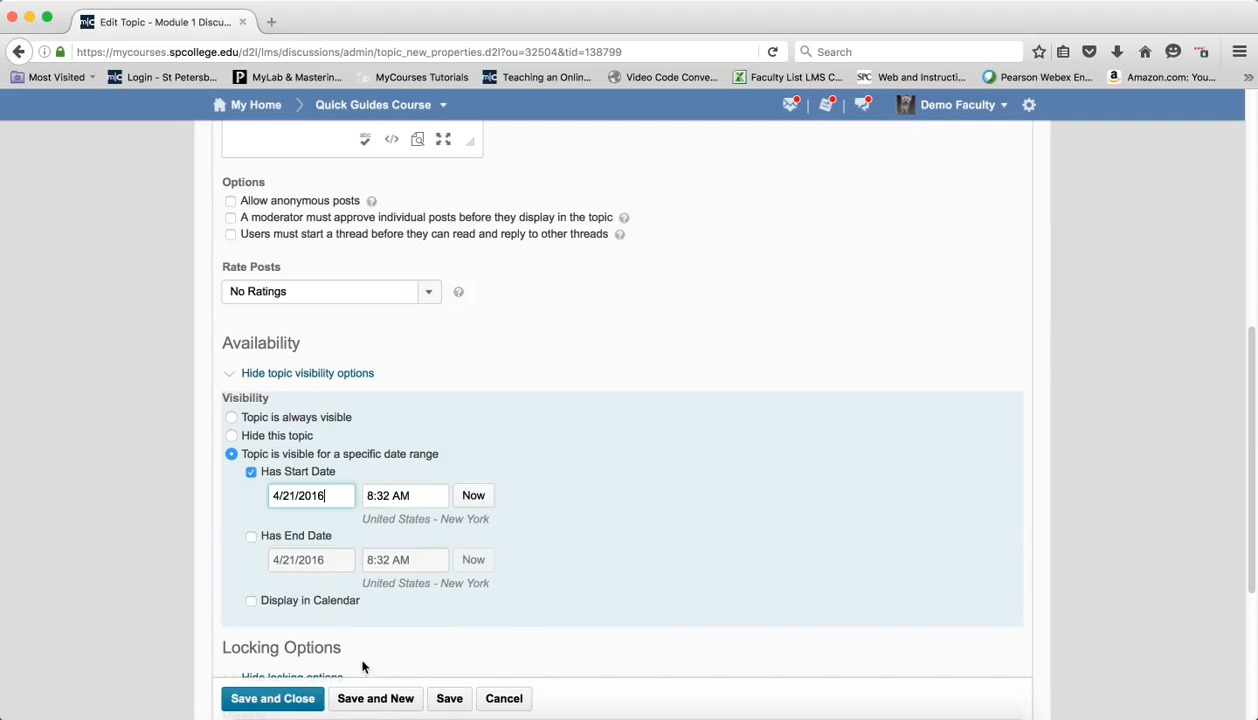 Edit Topic - Module 1 Discu...
https://mycourses.spcollege.edu/d2l/lms/discussions/admin/topic_new_properties.d2l?ou=32504&tid=138799
Search
Most Visited
m|c Login - St Petersb...
P MyLab & Mastering...
MyCourses Tutorials
m|c Teaching an Online...
Video Code Conve...
Faculty List LMS C...
SPC Web and Instructi...
Pearson Webex En...
a Amazon.com: You...
My Home
Quick Guides Course
Demo Faculty
abc
</>
Options
Allow anonymous posts
A moderator must approve individual posts before they display in the topic
Users must start a thread before they can read and reply to other threads
Rate Posts
No Ratings
Availability
Hide topic visibility options
Visibility
Topic is always visible
Hide this topic
Topic is visible for a specific date range
Has Start Date
4/21/2016 8:32 AM Now
United States - New York
Has End Date
4/21/2016 8:32 AM Now
United States - New York
Display in Calendar
Locking Options
Hide locking options
Save and Close Save and New Save Cancel